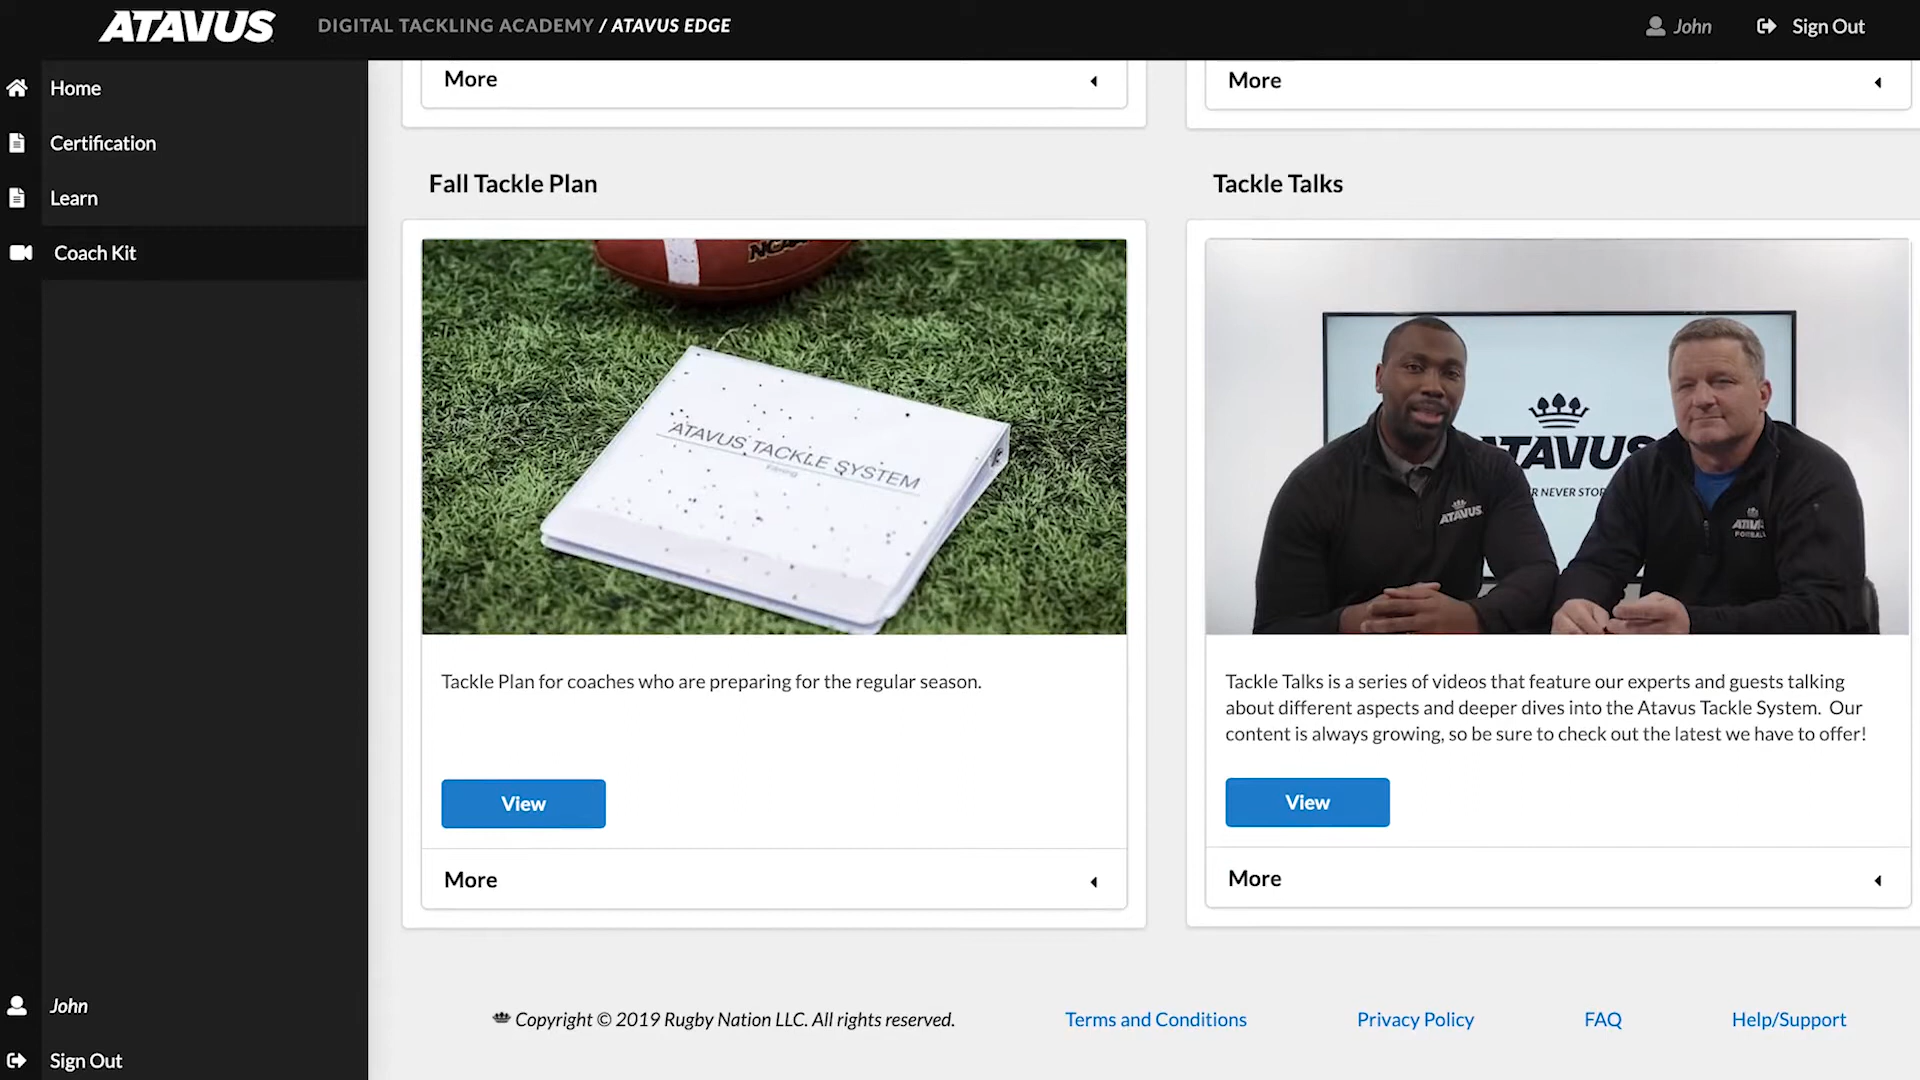 ATAVUS
DIGITAL TACKLING ACADEMY / ATAVUS EDGE
John
Sign Out
Home
Certification
Learn
Coach Kit
John
Sign Out
More
More
Fall Tackle Plan
NCAA
ATAVUS TACKLE SYSTEM
Tackle Plan for coaches who are preparing for the regular season.
View
More
Tackle Talks
ATAVUS
R NEVER STOP
ATAVUS
FOOTBALL
Tackle Talks is a series of videos that feature our experts and guests talking
about different aspects and deeper dives into the Atavus Tackle System. Our
content is always growing, so be sure to check out the latest we have to offer!
View
More
Copyright © 2019 Rugby Nation LLC. All rights reserved.
Terms and Conditions
Privacy Policy
FAQ
Help/Support